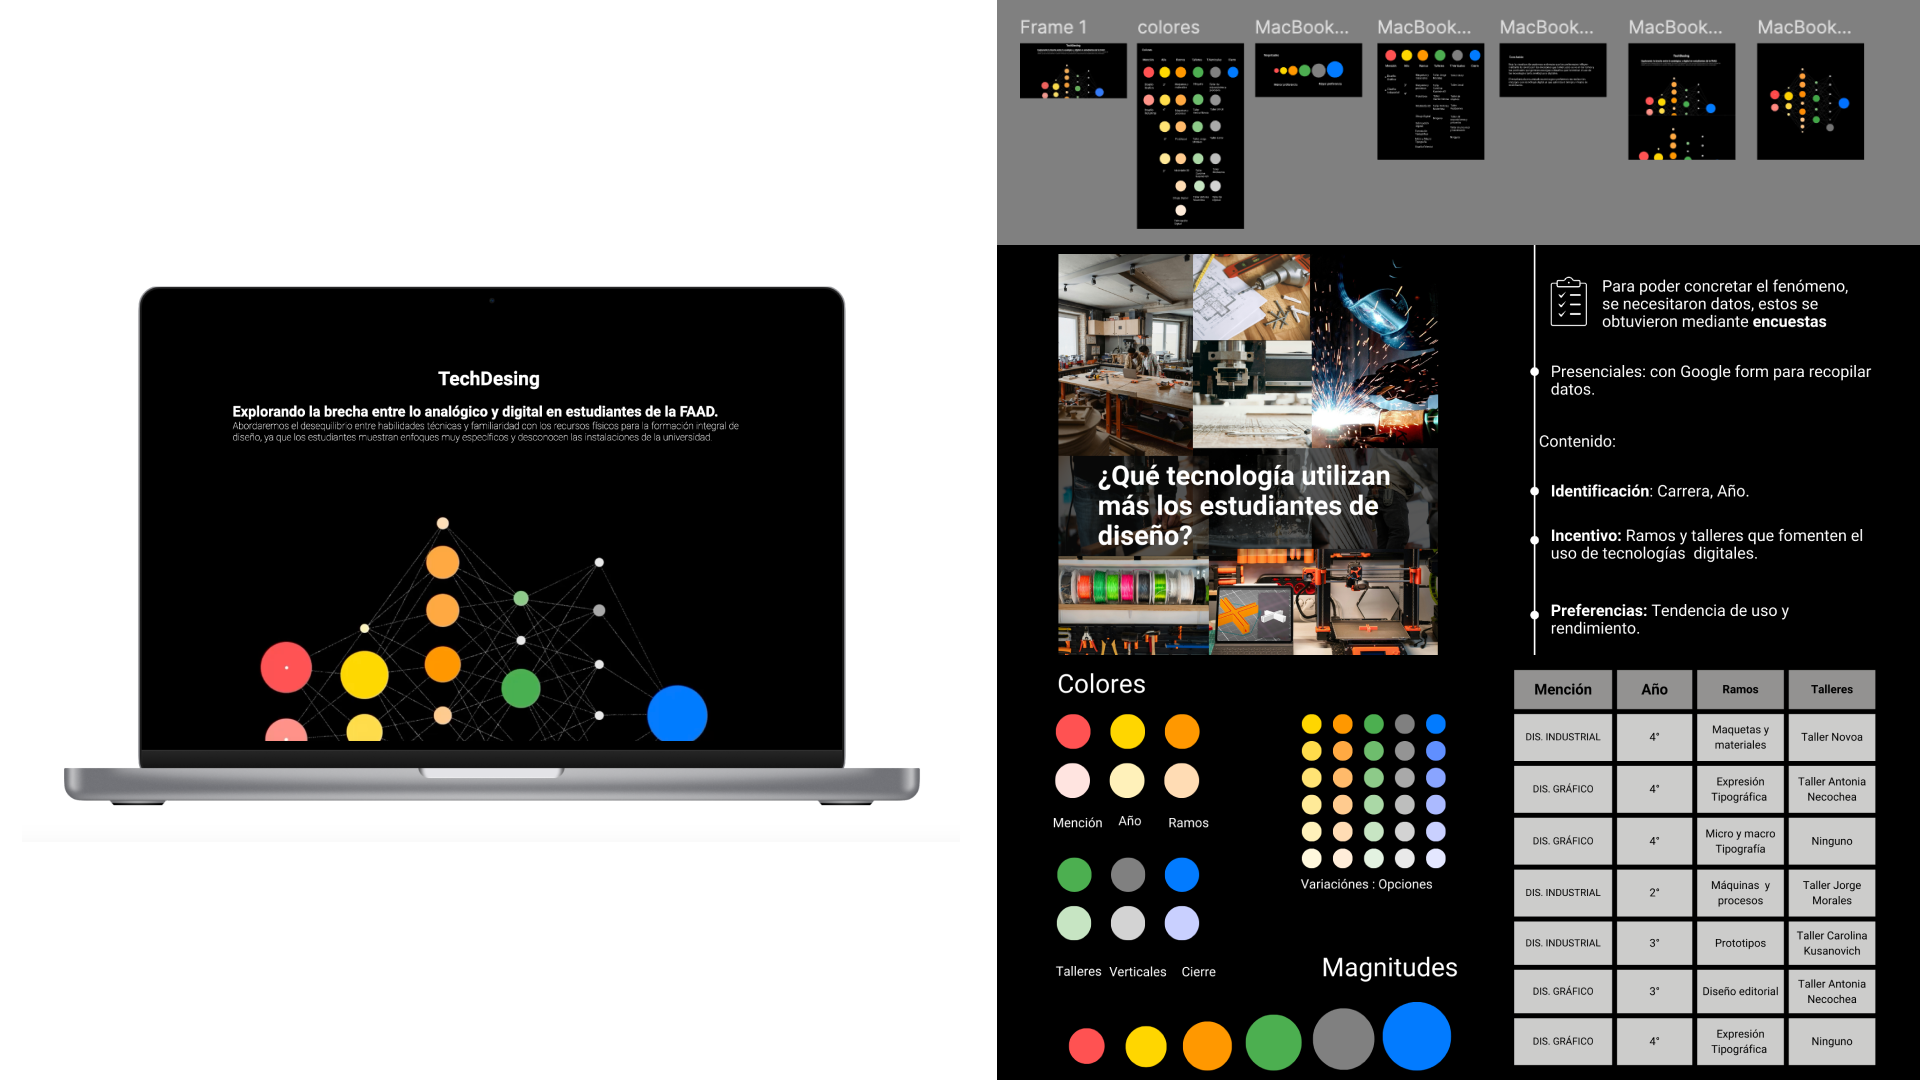 TechDesing
Explorando la brecha entre lo analógico y digital en estudiantes de la FAAD.
Abordaremos el desequilibrio entre habilidades técnicas y familiaridad con los recursos físicos para la formación integral de
diseño, ya que los estudiantes muestran enfoques muy específicos y desconocen las instalaciones de la universidad.
Frame 1
colores
MacBook...
MacBook...
MacBook...
MacBook...
MacBook...
¿Qué tecnología utilizan
más los estudiantes de
diseño?
Para poder concretar el fenómeno,
se necesitaron datos, estos se
obtuvieron mediante encuestas
Presenciales: con Google form para recopilar
datos.
Contenido:
Identificación: Carrera, Año.
Incentivo: Ramos y talleres que fomenten el
uso de tecnologías digitales.
Preferencias: Tendencia de uso y
rendimiento.
Colores
Mención
Año
Ramos
Talleres
Verticales
Cierre
Variaciónes : Opciones
Magnitudes
Mención Año Ramos Talleres
DIS. INDUSTRIAL 4° Maquetas y materiales Taller Novoa
DIS. GRÁFICO 4° Expresión Tipográfica Taller Antonia Necochea
DIS. GRÁFICO 4° Micro y macro Tipografía Ninguno
DIS. INDUSTRIAL 2° Máquinas y procesos Taller Jorge Morales
DIS. INDUSTRIAL 3° Prototipos Taller Carolina Kusanovich
DIS. GRÁFICO 3° Diseño editorial Taller Antonia Necochea
DIS. GRÁFICO 4° Expresión Tipográfica Ninguno